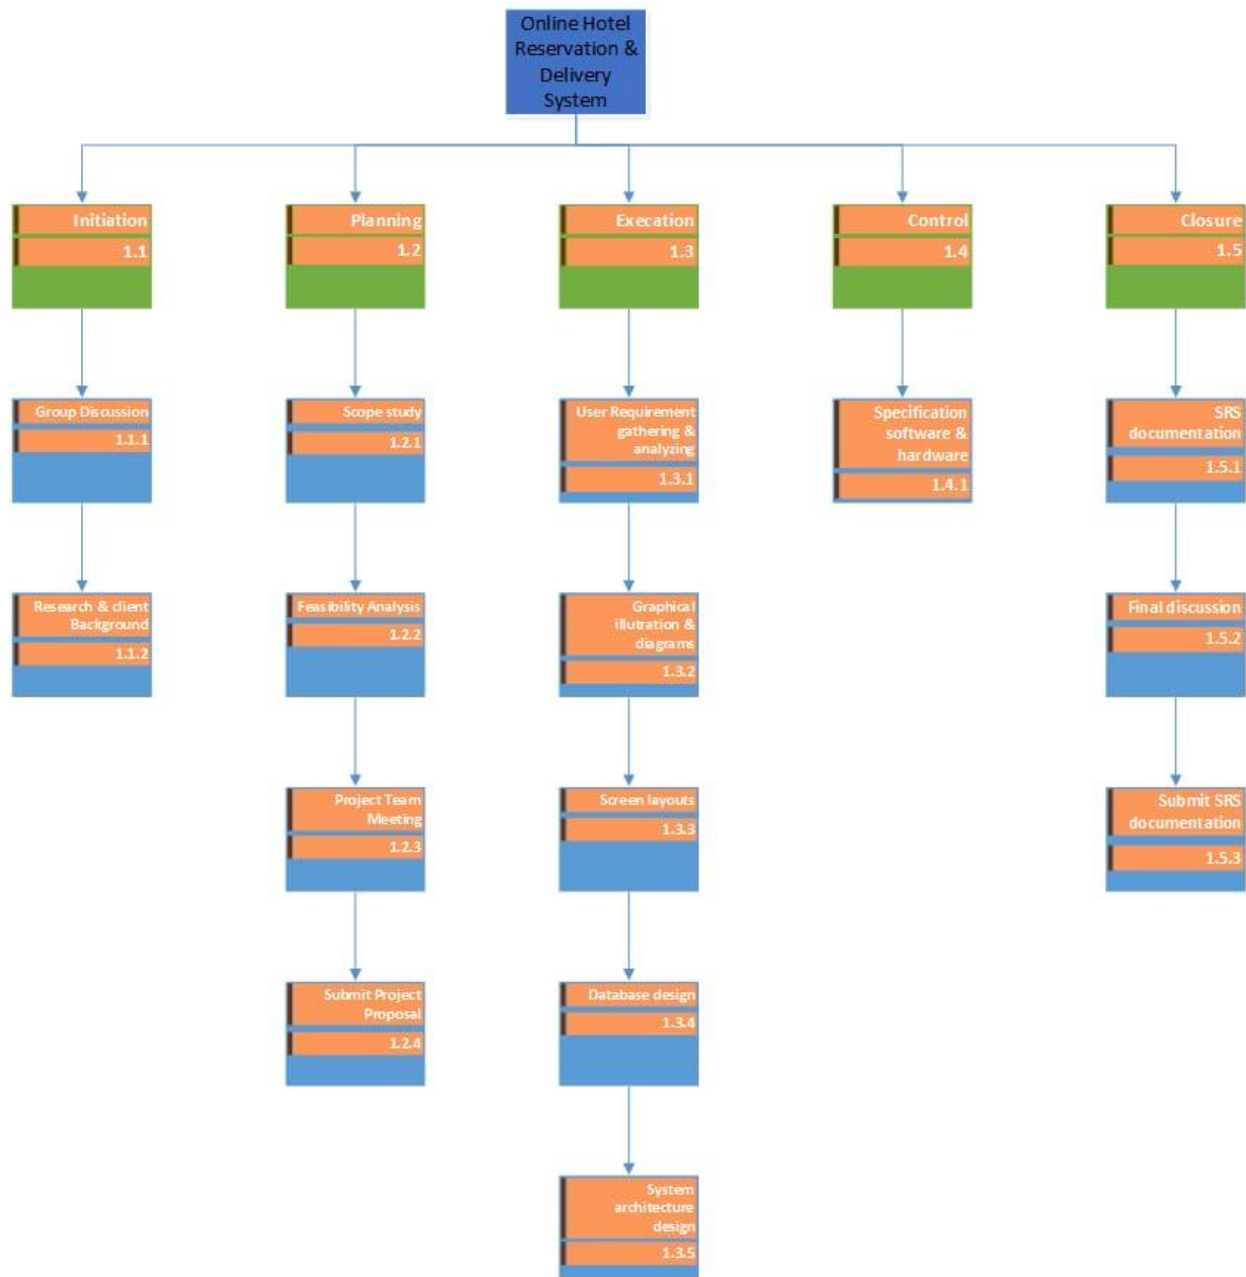 Online Hotel
Reservation &
Delivery
System
Initiation
1.1
Planning
1.2
Execation
1.3
Control
1.4
Closure
1.5
Group Discussion
1.1.1
Scope study
1.2.1
User Requirement
gathering &
analyzing
1.3.1
Specification
software &
hardware
1.4.1
SRS
documentation
1.5.1
Research & client
Background
1.1.2
Feasibility Analysis
1.2.2
Graphical
illutration &
diagrams
1.3.2
Final discussion
1.5.2
Project Team
Meeting
1.2.3
Screen layouts
1.3.3
Submit SRS
documentation
1.5.3
Submit Project
Proposal
1.2.4
Database design
1.3.4
System
architecture
design
1.3.5